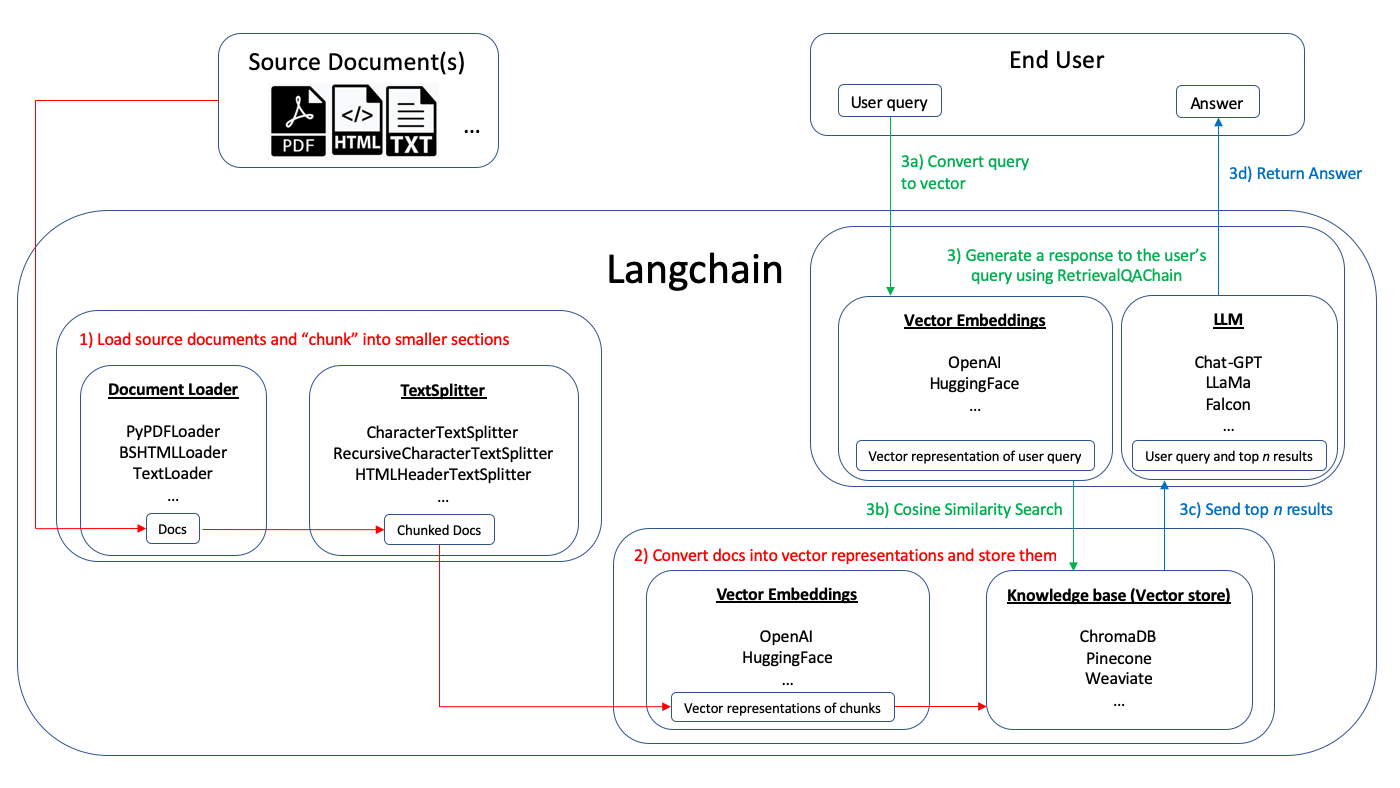 Source Document(s)
PDF
</>
HTML
TXT
...
End User
User query
Answer
3a) Convert query
to vector
3d) Return Answer
Langchain
3) Generate a response to the user’s
query using RetrievalQAChain
Vector Embeddings
OpenAI
HuggingFace
...
Vector representation of user query
LLM
Chat-GPT
LLaMa
Falcon
...
User query and top n results
1) Load source documents and “chunk” into smaller sections
Document Loader
PyPDFLoader
BSHTMLLoader
TextLoader
...
Docs
TextSplitter
CharacterTextSplitter
RecursiveCharacterTextSplitter
HTMLHeaderTextSplitter
...
Chunked Docs
3b) Cosine Similarity Search
3c) Send top n results
2) Convert docs into vector representations and store them
Vector Embeddings
OpenAI
HuggingFace
...
Vector representations of chunks
Knowledge base (Vector store)
ChromaDB
Pinecone
Weaviate
...